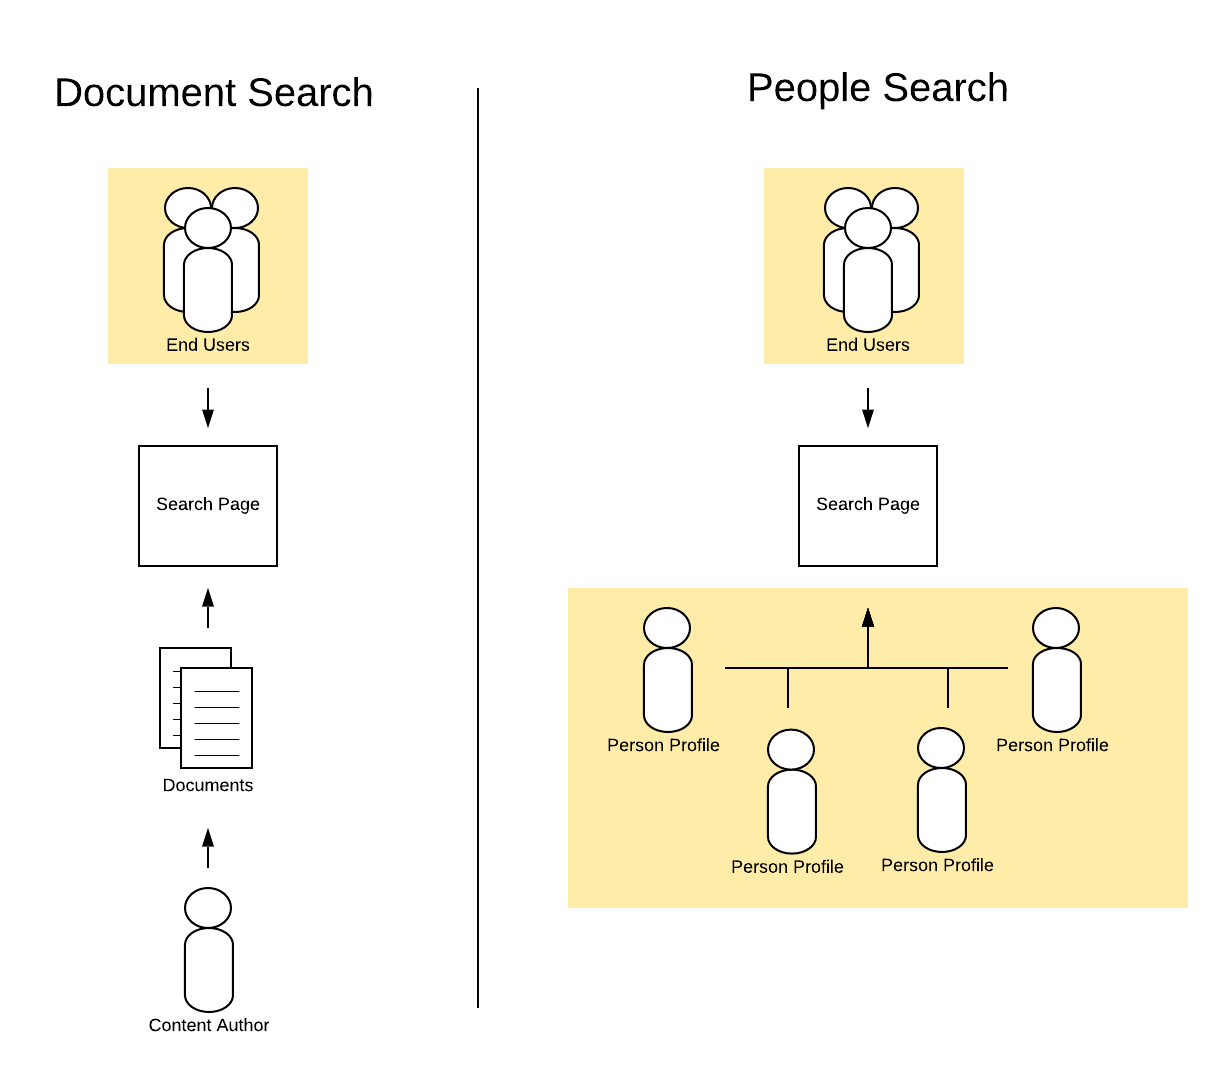 Document Search
End Users
Search Page
Documents
Content Author
People Search
End Users
Search Page
Person Profile
Person Profile
Person Profile
Person Profile